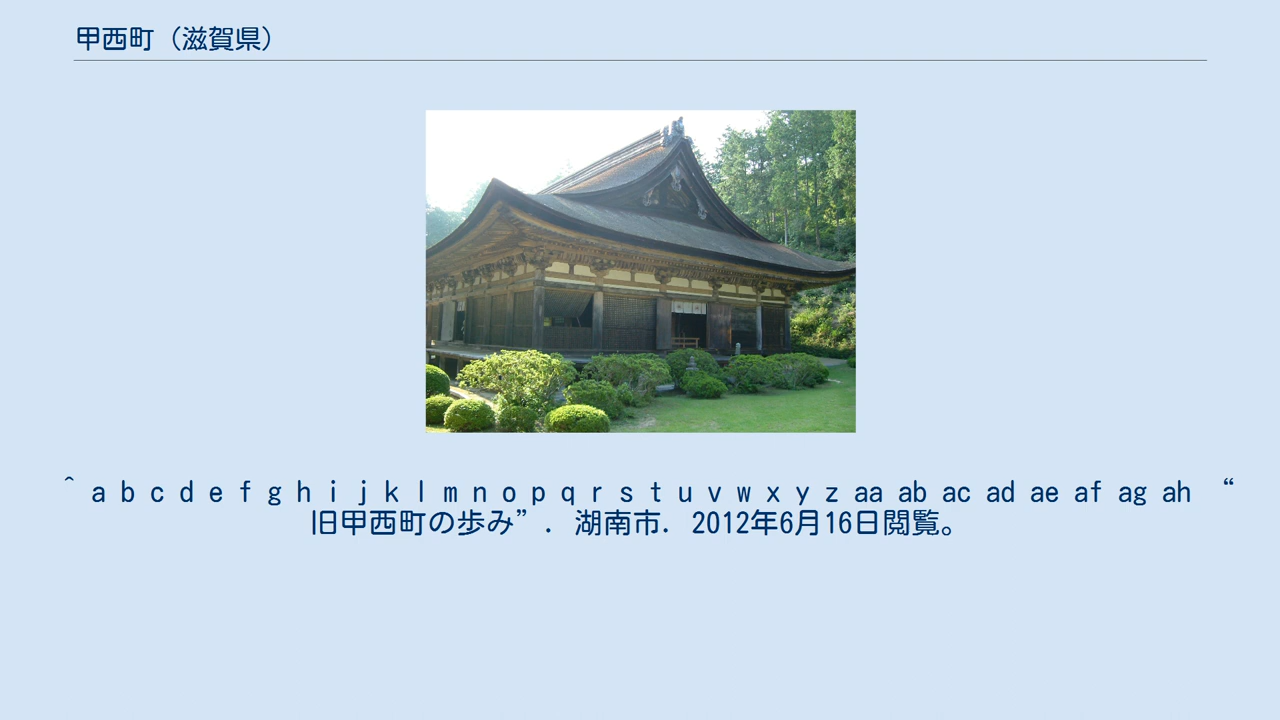 甲西町（滋賀県）
^ a b c d e f g h i j k l m n o p q r s t u v w x y z aa ab ac ad ae af ag ah “
旧甲西町の歩み”. 湖南市. 2012年6月16日閲覧。